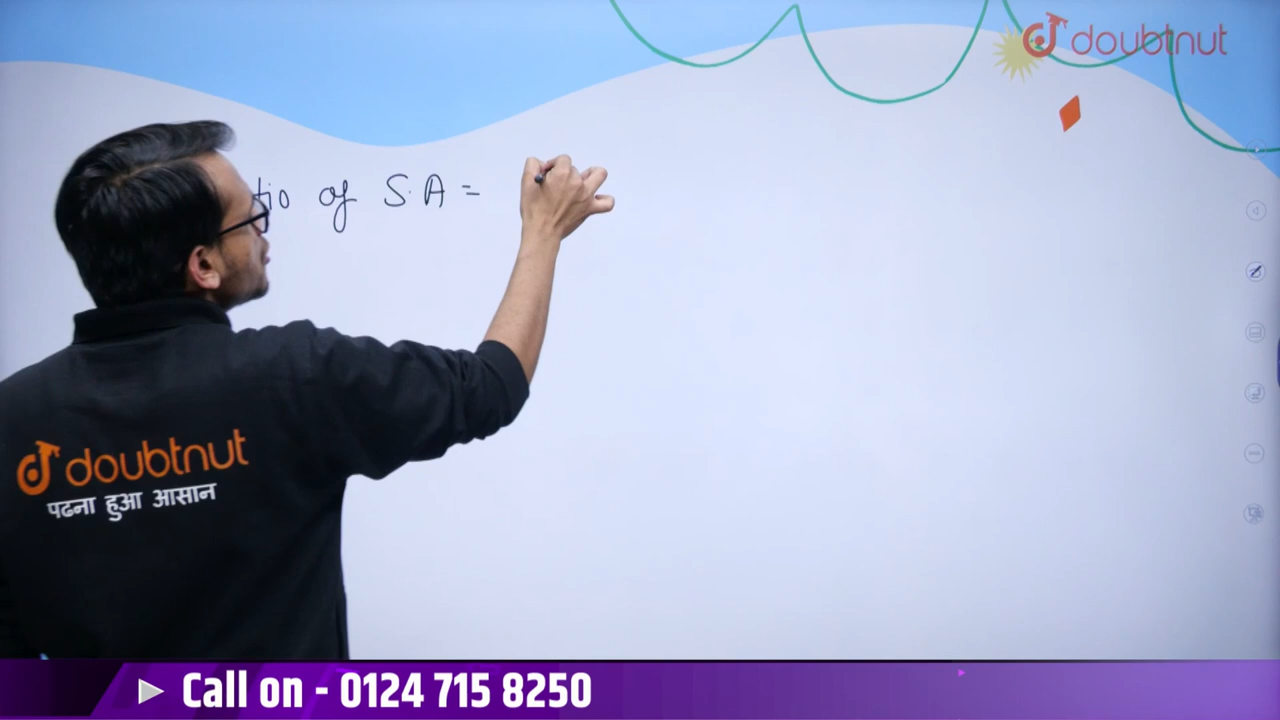 doubtnut
tio of S.A =
doubtnut
पढना हुआ आसान
Call on - 0124 715 8250